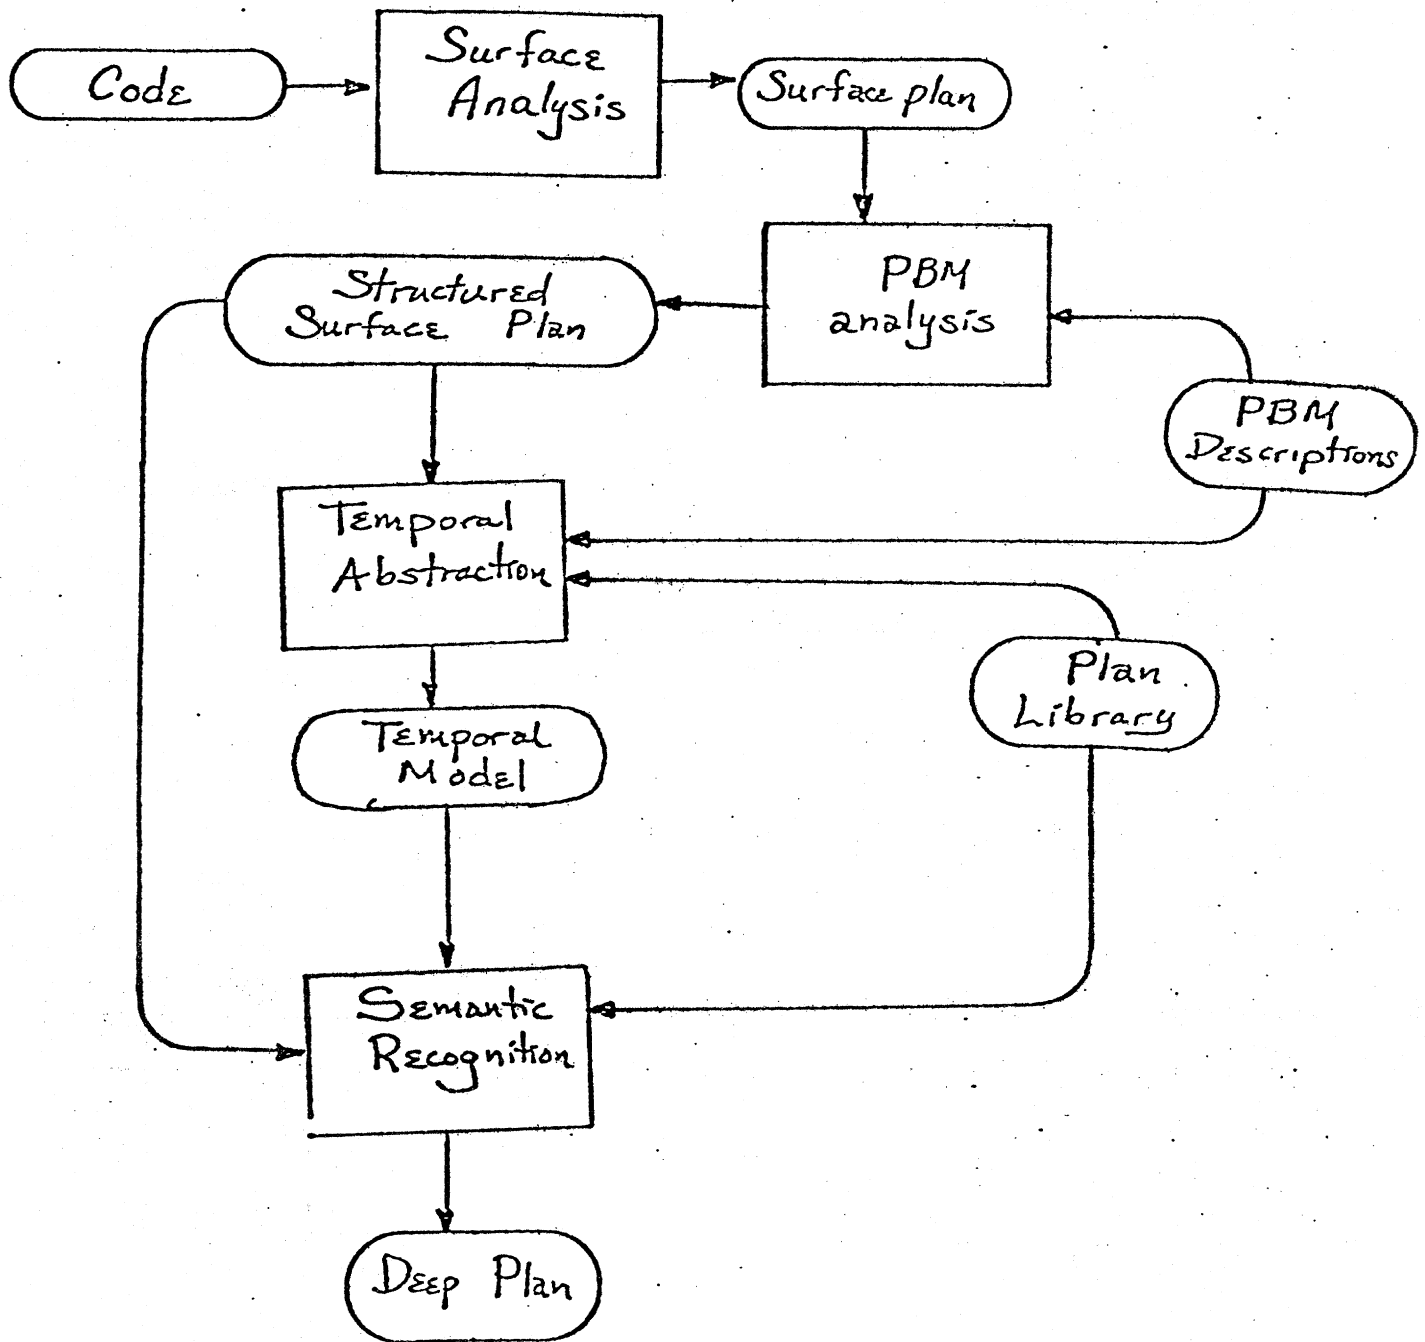 Code
Surface
Analysis
Surface plan
PBM
analysis
Structured
Surface Plan
PBM
Descriptions
Temporal
Abstraction
Plan
Library
Temporal
Model
Semantic
Recognition
Deep Plan